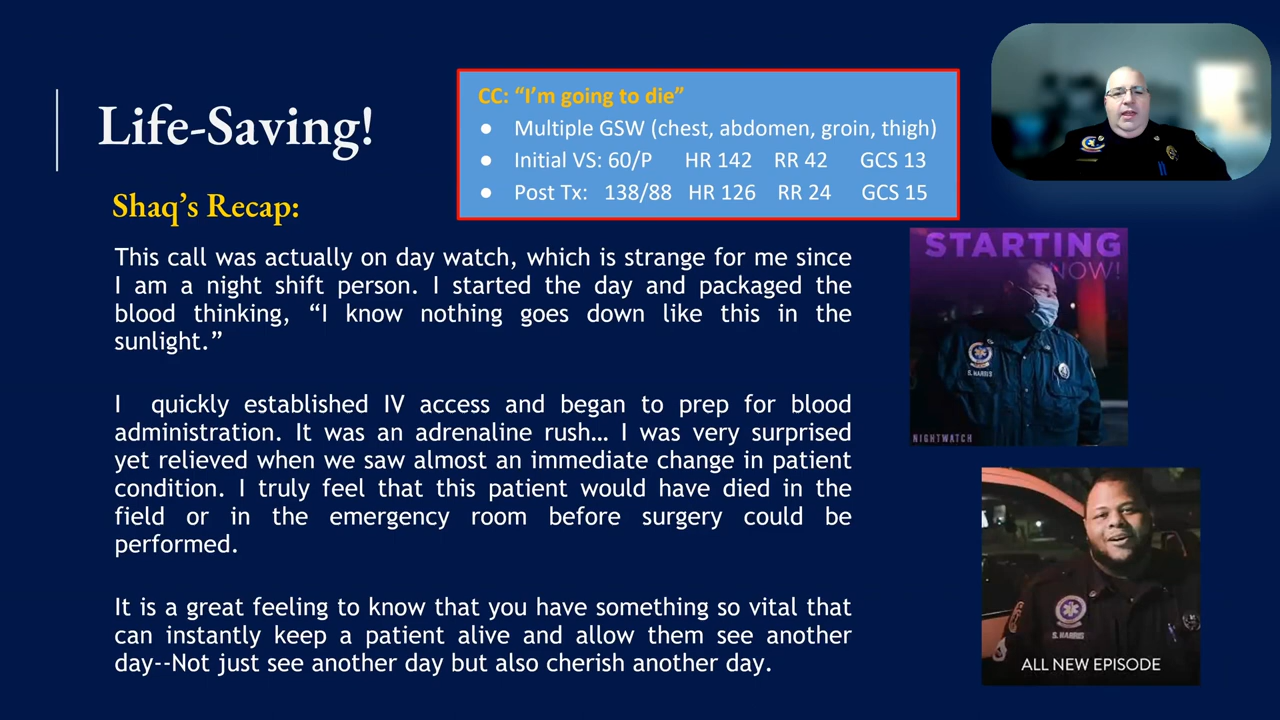 Life-Saving!
CC: “I’m going to die”
● Multiple GSW (chest, abdomen, groin, thigh)
● Initial VS: 60/P HR 142 RR 42 GCS 13
● Post Tx: 138/88 HR 126 RR 24 GCS 15
Shaq’s Recap:
This call was actually on day watch, which is strange for me since
I am a night shift person. I started the day and packaged the
blood thinking, “I know nothing goes down like this in the
sunlight.”
I quickly established IV access and began to prep for blood
administration. It was an adrenaline rush… I was very surprised
yet relieved when we saw almost an immediate change in patient
condition. I truly feel that this patient would have died in the
field or in the emergency room before surgery could be
performed.
It is a great feeling to know that you have something so vital that
can instantly keep a patient alive and allow them see another
day--Not just see another day but also cherish another day.
STARTING
NOW!
S. HARRIS
NIGHTWATCH
S. HARRIS
ALL NEW EPISODE